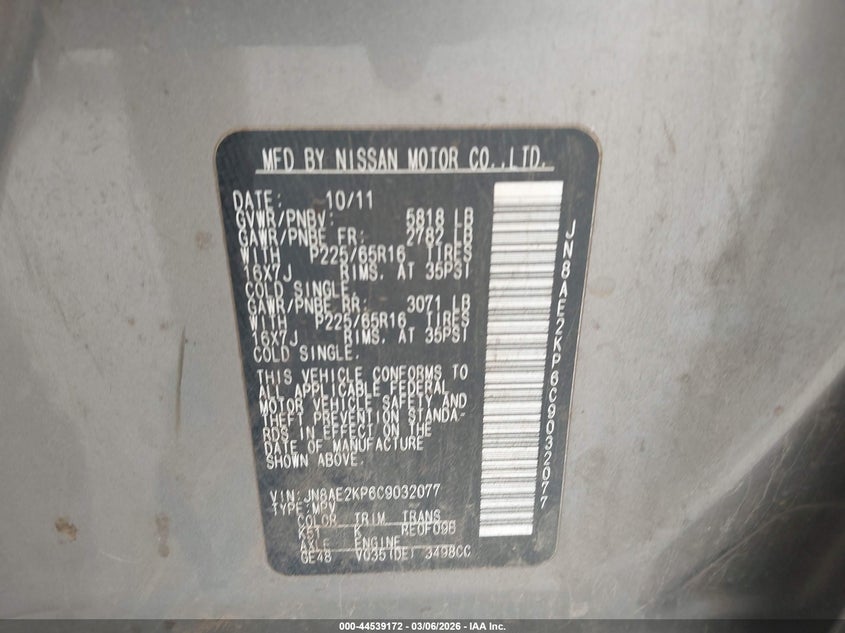 MFD BY NISSAN MOTOR CO.,LTD.
DATE: 10/11
GVWR/PNBV: 5818 LB
GAWR/PNBE FR: 2782 LB
WITH P225/65R16 TIRES
16X7J RIMS, AT 35PSI
COLD SINGLE.
GAWR/PNBE RR: 3071 LB
WITH P225/65R16 TIRES
16X7J RIMS, AT 35PSI
COLD SINGLE.
THIS VEHICLE CONFORMS TO
ALL APPLICABLE FEDERAL
MOTOR VEHICLE SAFETY AND
THEFT PREVENTION STANDA-
RDS IN EFFECT ON THE
DATE OF MANUFACTURE
SHOWN ABOVE.
VIN:JN8AE2KP6C9032077
TYPE:MPV
COLOR TRIM TRANS
K51 K RE0F09B
AXLE ENGINE
GE48 VQ35(DE) 3498CC
JN8AE2KP6C9032077
000-44539172 - 03/06/2026 - IAA Inc.